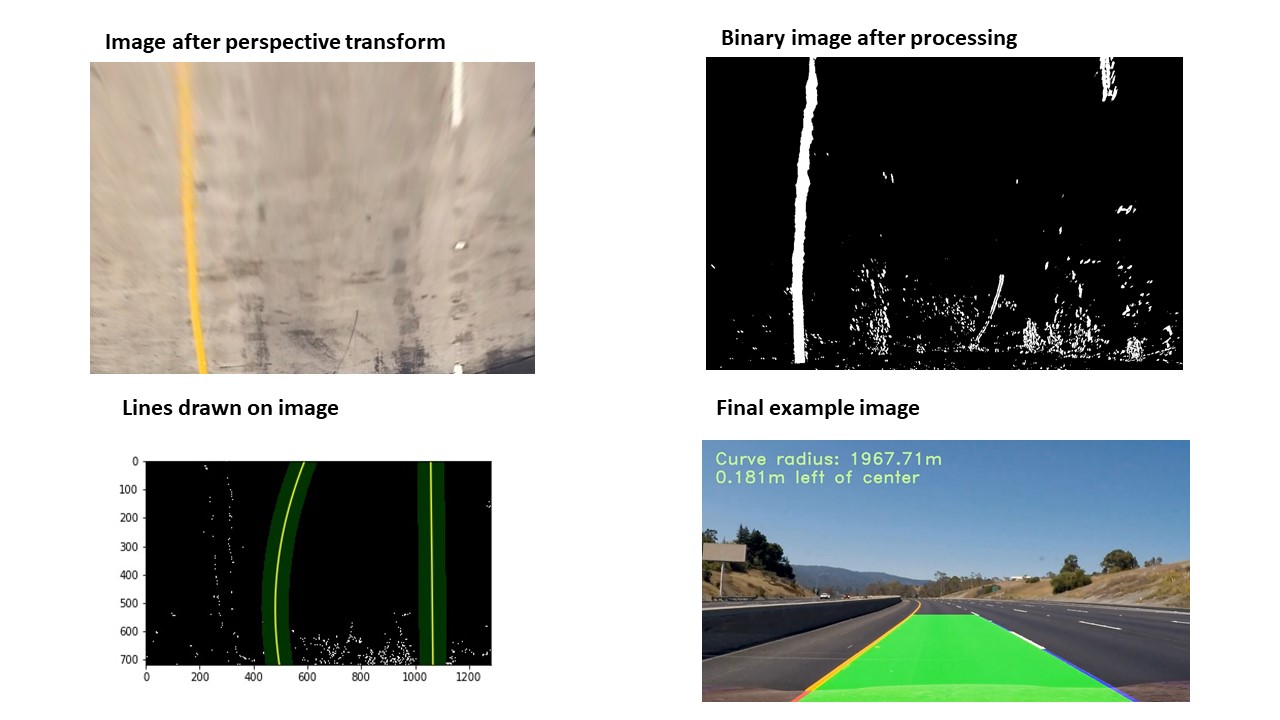 Image after perspective transform
Binary image after processing
Lines drawn on image
0
100
200
300
400
500
600
700
0 200 400 600 800 1000 1200
Final example image
Curve radius: 1967.71m
0.181m left of center